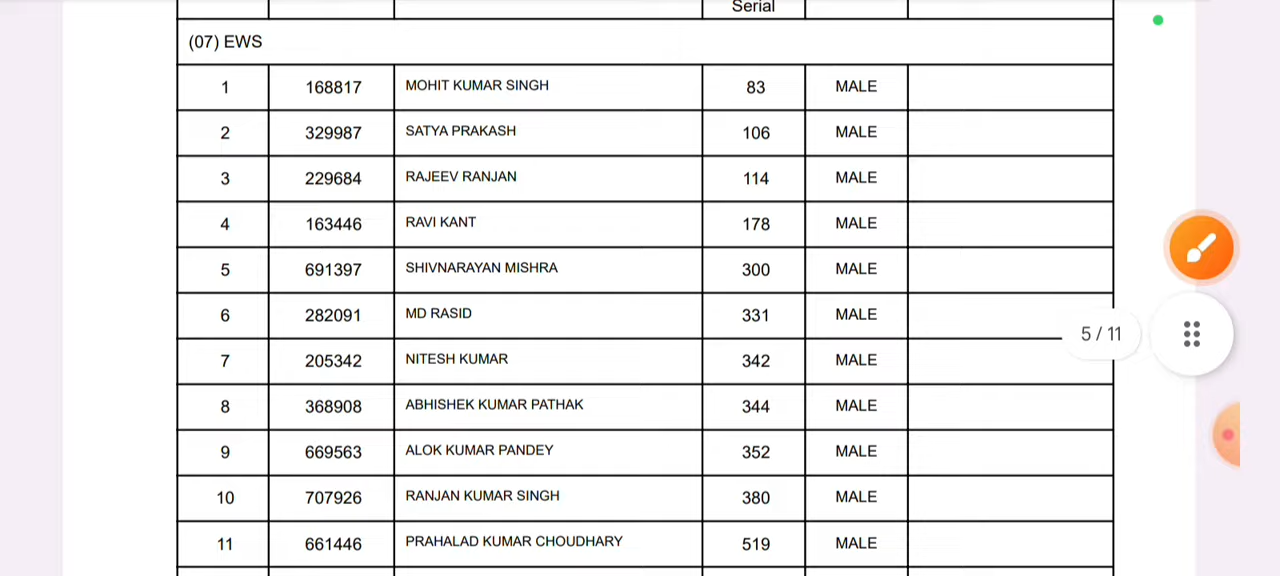 Serial
(07) EWS
1 168817 MOHIT KUMAR SINGH 83 MALE
2 329987 SATYA PRAKASH 106 MALE
3 229684 RAJEEV RANJAN 114 MALE
4 163446 RAVI KANT 178 MALE
5 691397 SHIVNARAYAN MISHRA 300 MALE
6 282091 MD RASID 331 MALE
5 / 11
7 205342 NITESH KUMAR 342 MALE
8 368908 ABHISHEK KUMAR PATHAK 344 MALE
9 669563 ALOK KUMAR PANDEY 352 MALE
10 707926 RANJAN KUMAR SINGH 380 MALE
11 661446 PRAHALAD KUMAR CHOUDHARY 519 MALE